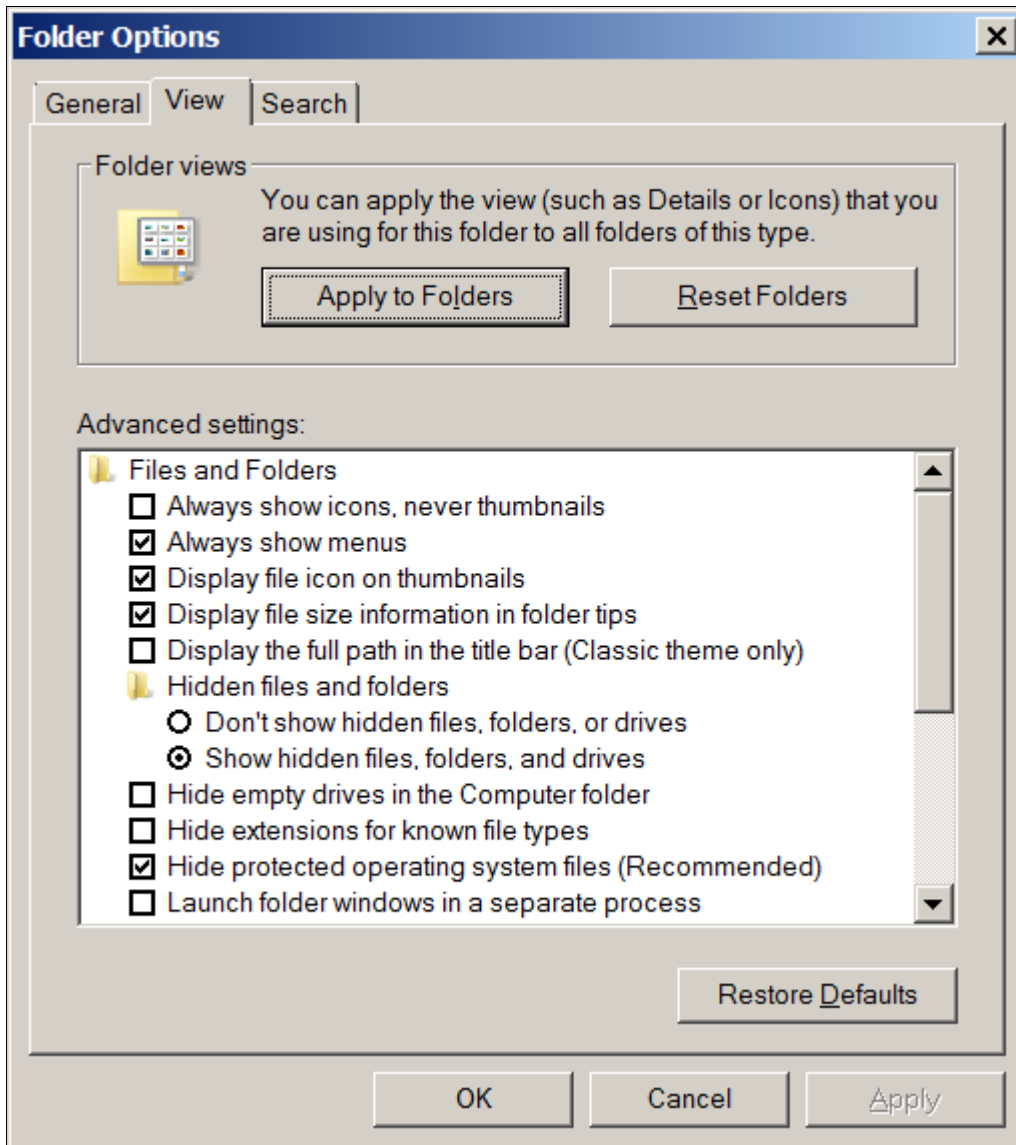 Folder Options
General View Search
Folder views
You can apply the view (such as Details or Icons) that you
are using for this folder to all folders of this type.
Apply to Folders Reset Folders
Advanced settings:
Files and Folders
Always show icons, never thumbnails
Always show menus
Display file icon on thumbnails
Display file size information in folder tips
Display the full path in the title bar (Classic theme only)
Hidden files and folders
Don't show hidden files, folders, or drives
Show hidden files, folders, and drives
Hide empty drives in the Computer folder
Hide extensions for known file types
Hide protected operating system files (Recommended)
Launch folder windows in a separate process
Restore Defaults
OK Cancel Apply